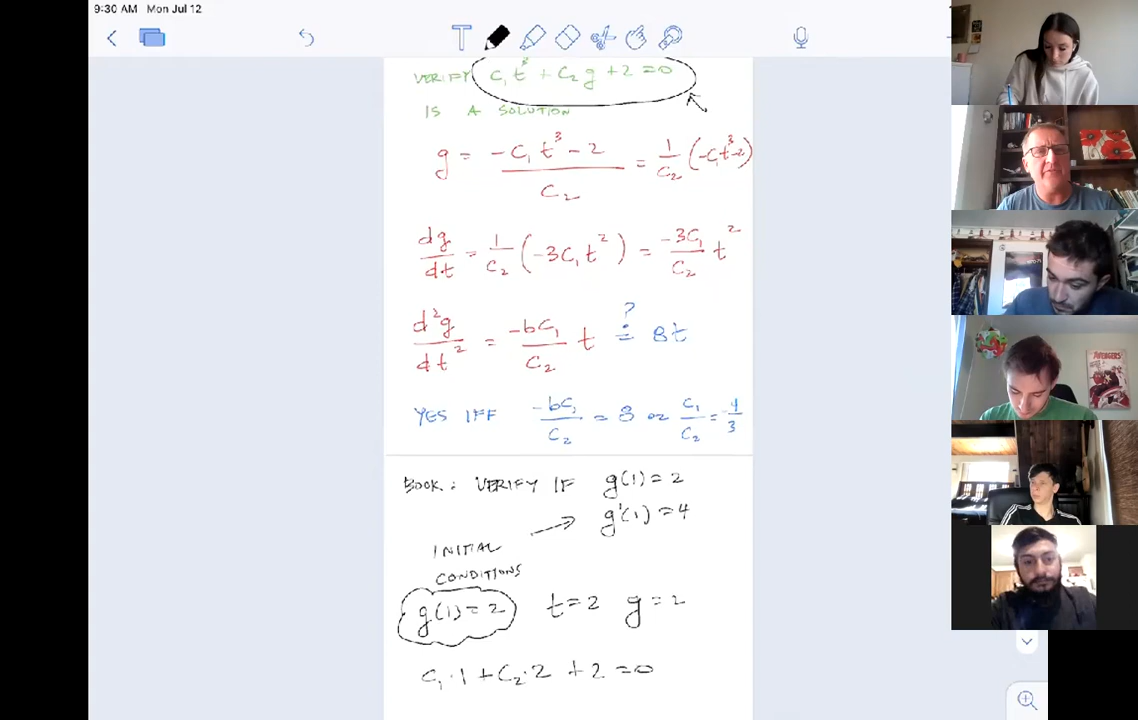 9:30 AM Mon Jul 12
VERIFY C₁t³ + C₂g + 2 = 0
IS A SOLUTION
g = (-C₁t³ - 2)/C₂ = 1/C₂ (-C₁t³-2)
dg/dt = 1/C₂ (-3C₁t²) = -3C₁/C₂ t²
d²g/dt² = -6C₁/C₂ t ≟ 8t
YES IFF -6C₁/C₂ = 8 OR C₁/C₂ = -4/3
BOOK: VERIFY IF g(1) = 2
g'(1) = 4
INITIAL
CONDITIONS
g(1) = 2 t = 2 g = 2
C₁·1 + C₂·2 + 2 = 0